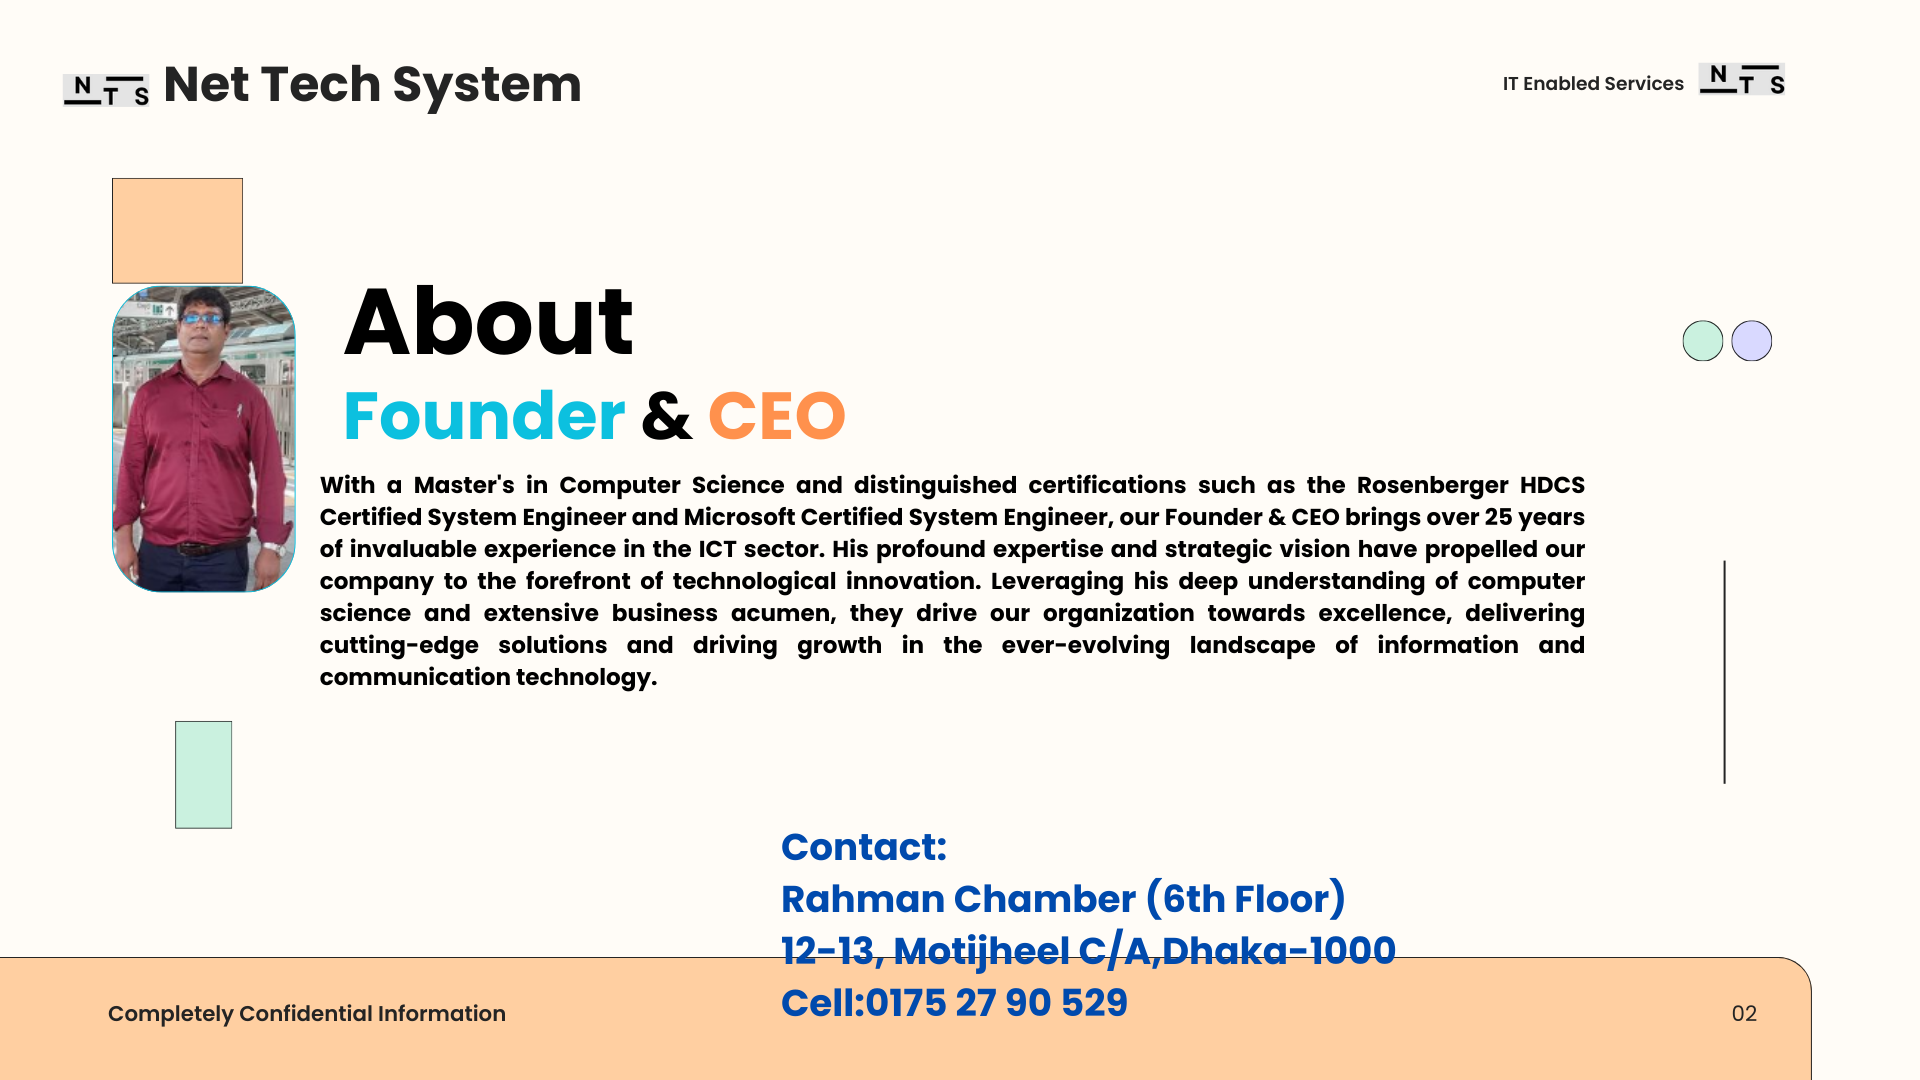 N T S Net Tech System
IT Enabled Services N T S
About
Founder & CEO
With a Master's in Computer Science and distinguished certifications such as the Rosenberger HDCS
Certified System Engineer and Microsoft Certified System Engineer, our Founder & CEO brings over 25 years
of invaluable experience in the ICT sector. His profound expertise and strategic vision have propelled our
company to the forefront of technological innovation. Leveraging his deep understanding of computer
science and extensive business acumen, they drive our organization towards excellence, delivering
cutting-edge solutions and driving growth in the ever-evolving landscape of information and
communication technology.
Contact:
Rahman Chamber (6th Floor)
12-13, Motijheel C/A,Dhaka-1000
Cell:0175 27 90 529
Completely Confidential Information
02